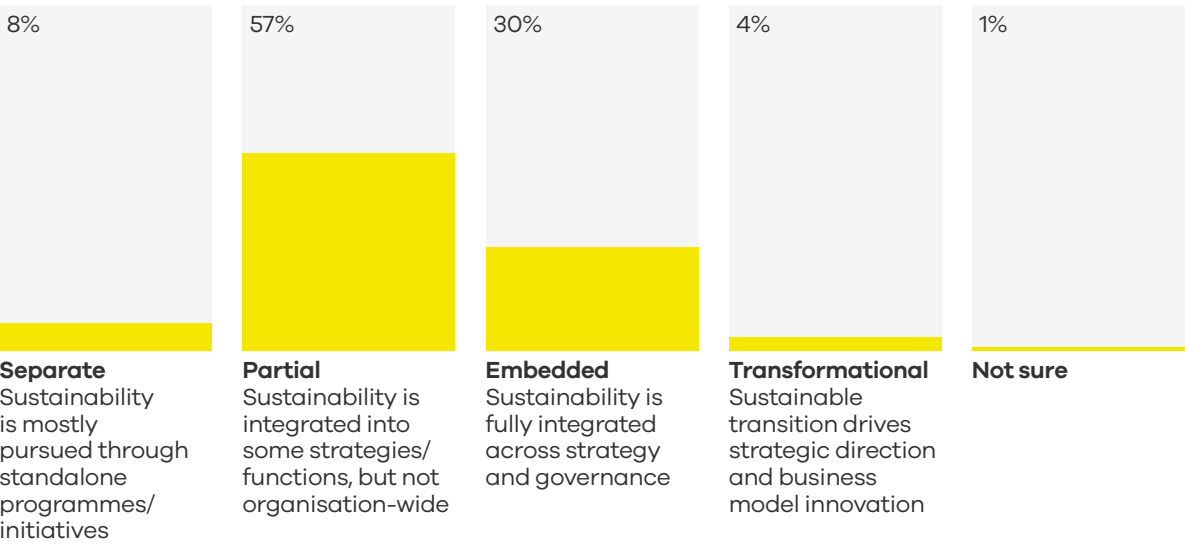 8%
57%
30%
4%
1%
Separate
Sustainability
is mostly
pursued through
standalone
programmes/
initiatives
Partial
Sustainability is
integrated into
some strategies/
functions, but not
organisation-wide
Embedded
Sustainability is
fully integrated
across strategy
and governance
Transformational
Sustainable
transition drives
strategic direction
and business
model innovation
Not sure